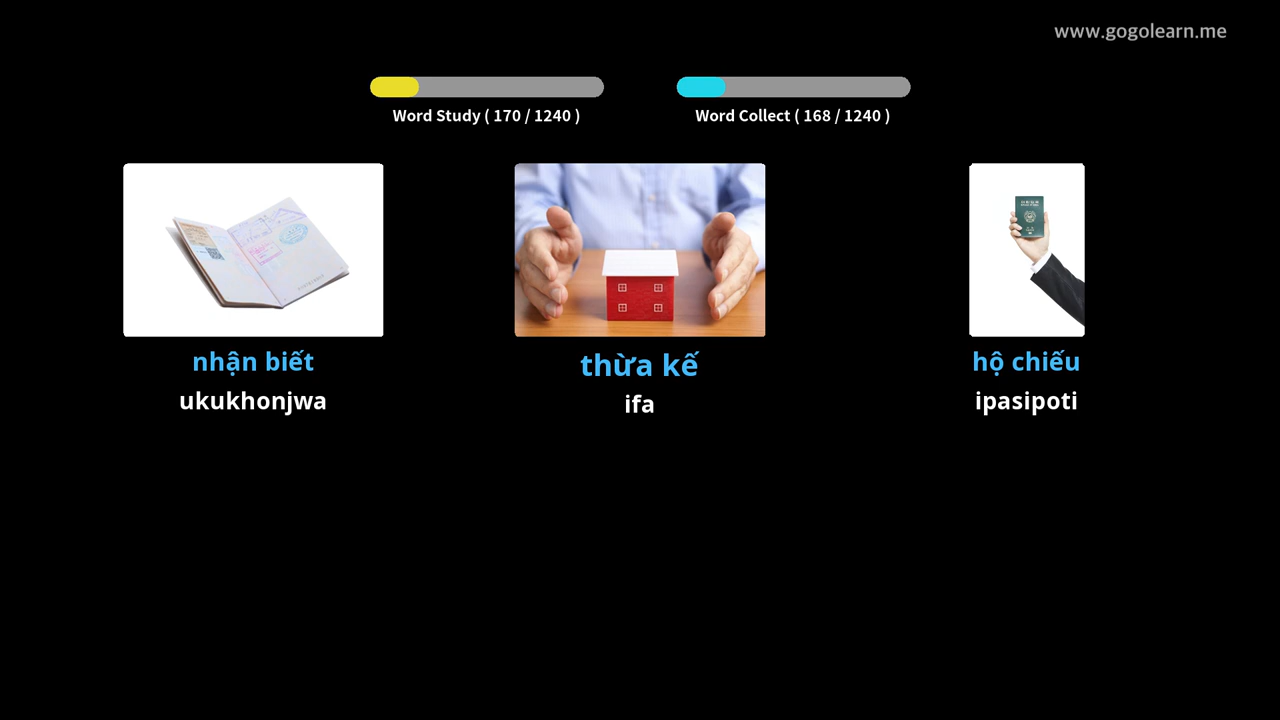 www.gogolearn.me
Word Study ( 170 / 1240 )
Word Collect ( 168 / 1240 )
nhận biết
ukukhonjwa
thừa kế
ifa
hộ chiếu
ipasipoti